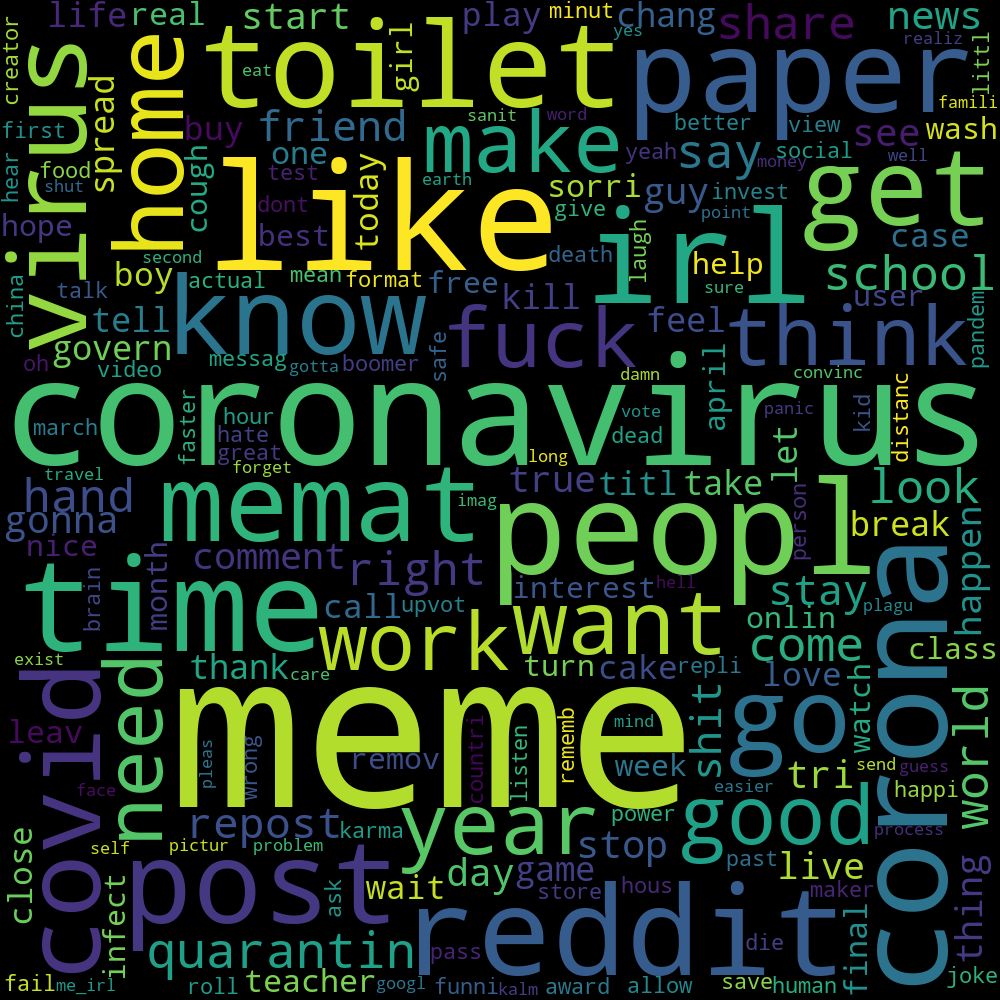 creator
life
real
start
play
minut
chang
yes
share
news
realiz
littl
virus
home
toilet
girl
paper
eat
sanit
word
famili
first
spread
buy
friend
make
better
view
see
wash
hear
food
cough
one
test
today
like
earth
yeah
say
money
social
well
get
shut
dont
sorri
give
guy
invest
irl
point
case
hope
second
boy
best
actual
mean
format
death
laugh
help
school
china
talk
know
free
kill
sure
user
tell
govern
video
messag
gotta
boomer
safe
fuck
feel
think
pandem
oh
damn
convinc
coronavirus
march
faster
hour
hate
great
forget
vote
dead
april
panic
kid
distanc
travel
long
let
hand
gonna
memat
imag
true
titl
take
person
look
peopl
break
nice
brain
month
comment
right
interest
hell
stay
plagu
corona
happen
time
call
upvot
work
want
onlin
come
class
exist
thank
care
turn
cake
repli
love
watch
covid
need
leav
face
meme
pleas
wrong
remov
countri
listen
rememb
mind
week
shit
easier
go
send
guess
happi
world
tri
close
self
pictur
repost
problem
karma
year
stop
power
good
process
infect
post
ask
wait
day
game
store
hous
past
live
maker
thing
quarantin
reddit
pass
die
final
fail
me_irl
roll
teacher
googl
funni
kalm
award
allow
save
human
joke